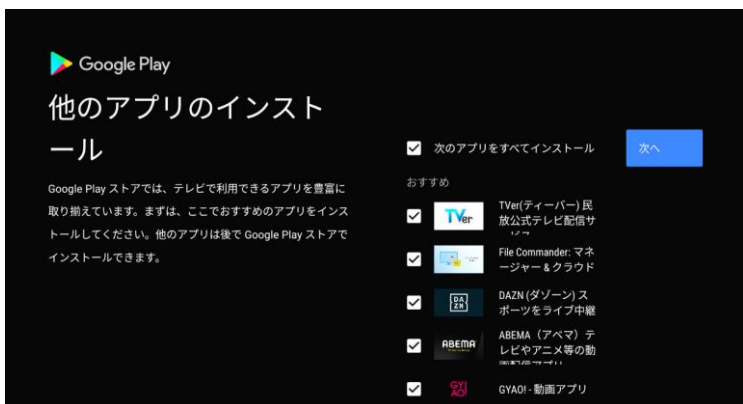 Google Play
他のアプリのインスト
ール
Google Play ストアでは、テレビで利用できるアプリを豊富に
取り揃えています。まずは、ここでおすすめのアプリをインス
トールしてください。他のアプリは後で Google Play ストアで
インストールできます。
次のアプリをすべてインストール
次へ
おすすめ
TVer
TVer(ティーバー) 民
放公式テレビ配信サ
File Commander: マネ
ージャー & クラウド
DA
ZN
DAZN (ダゾーン) ス
ポーツをライブ中継
ABEMA
ABEMA（アベマ）テ
レビやアニメ等の動
GY
AO!
GYAO! - 動画アプリ